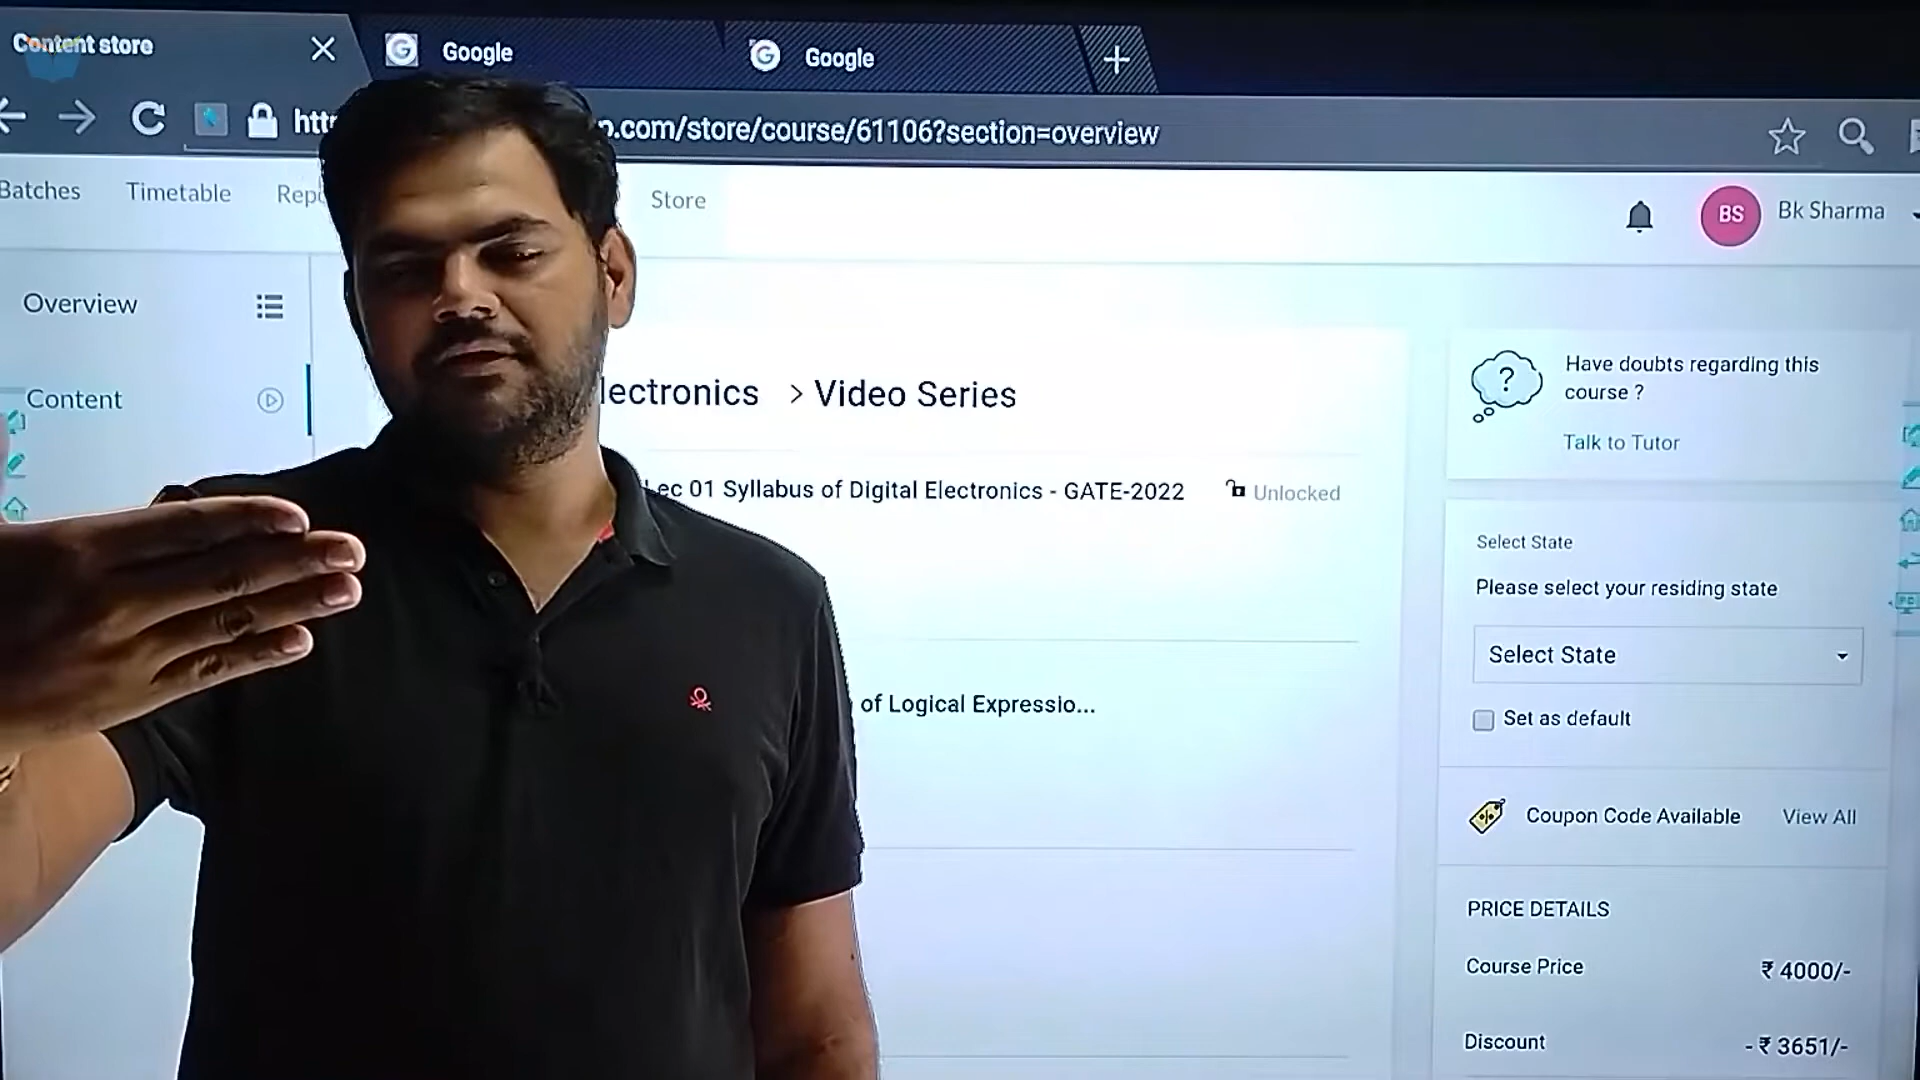 Content store
Google
Google
p.com/store/course/61106?section=overview
Batches
Timetable
Store
BS
Bk Sharma
Overview
Content
lectronics > Video Series
Lec 01 Syllabus of Digital Electronics - GATE-2022
Unlocked
of Logical Expressio...
Have doubts regarding this
course ?
Talk to Tutor
Select State
Please select your residing state
Select State
Set as default
Coupon Code Available
View All
PRICE DETAILS
Course Price
₹ 4000/-
Discount
- ₹ 3651/-